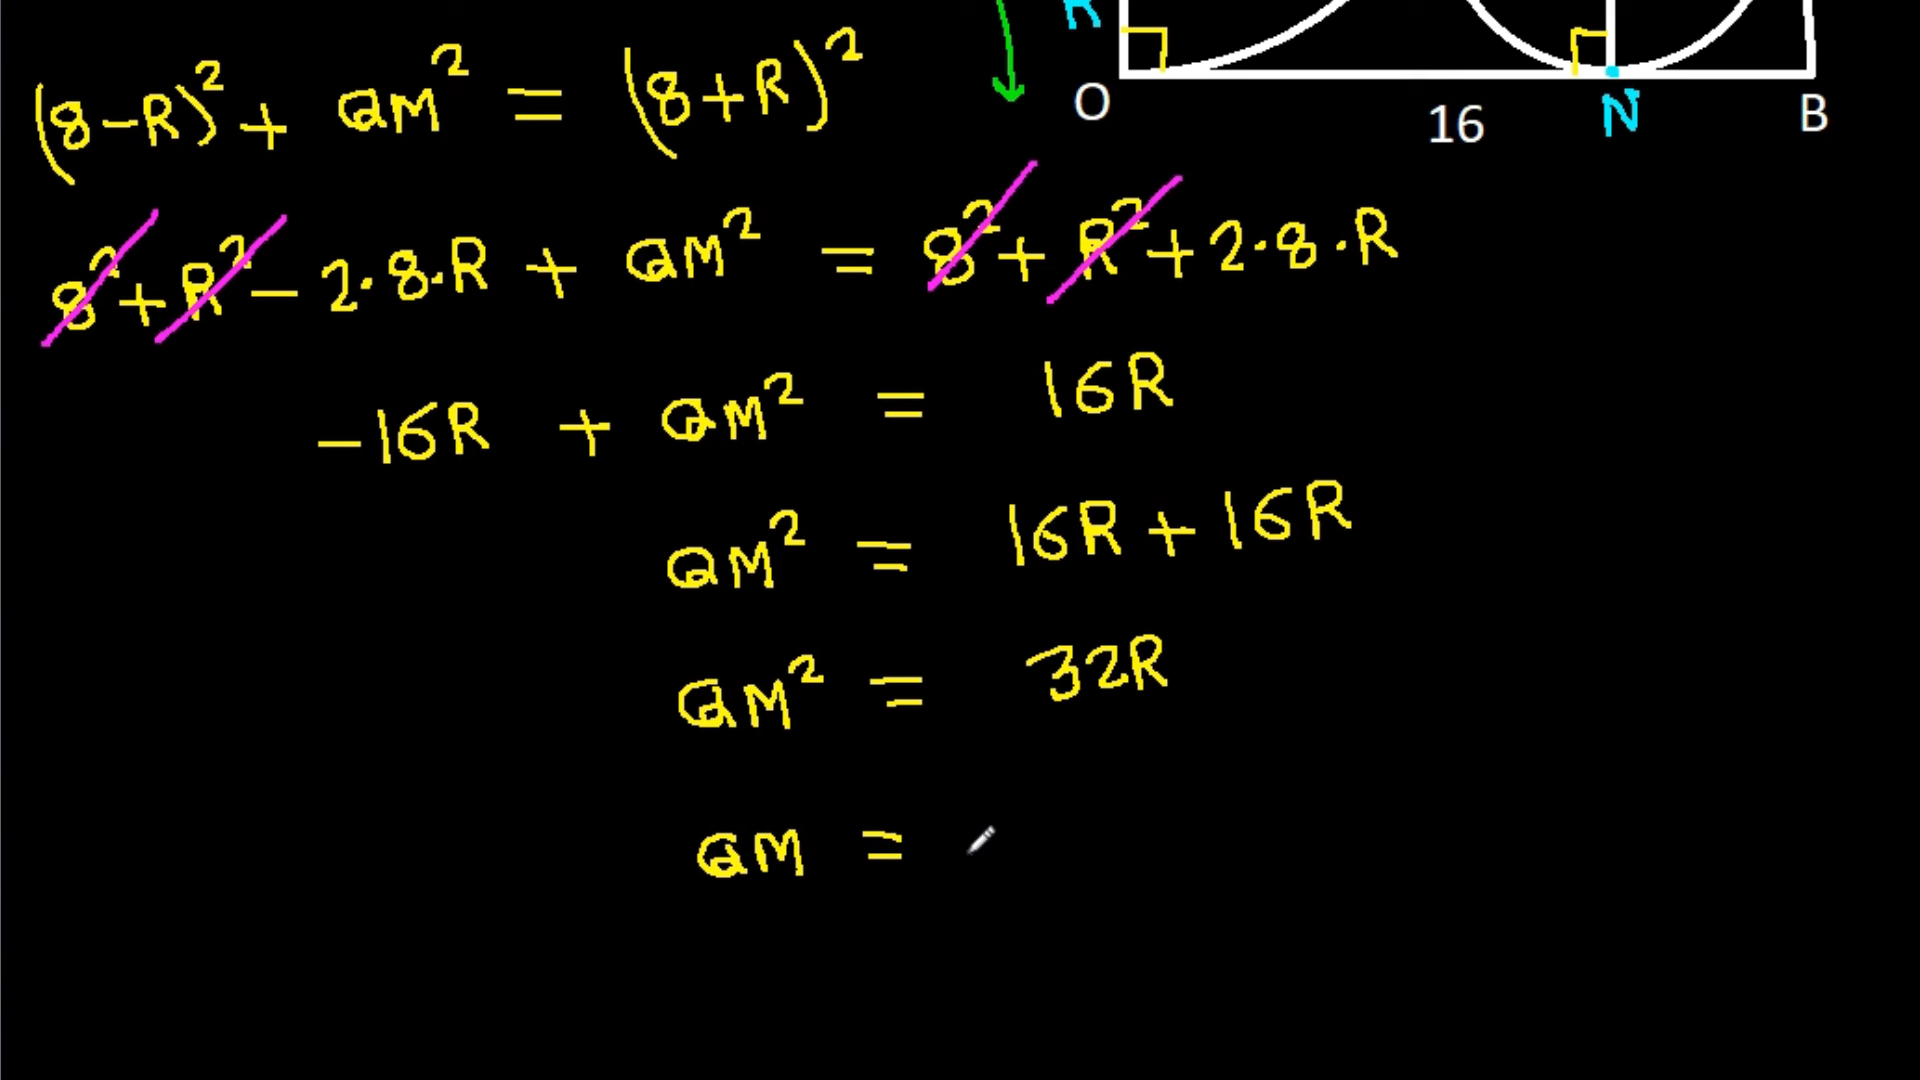 R
O 16 N B
(8-R)² + QM² = (8+R)²
8² + R² - 2·8·R + QM² = 8² + R² + 2·8·R
-16R + QM² = 16R
QM² = 16R + 16R
QM² = 32R
QM =